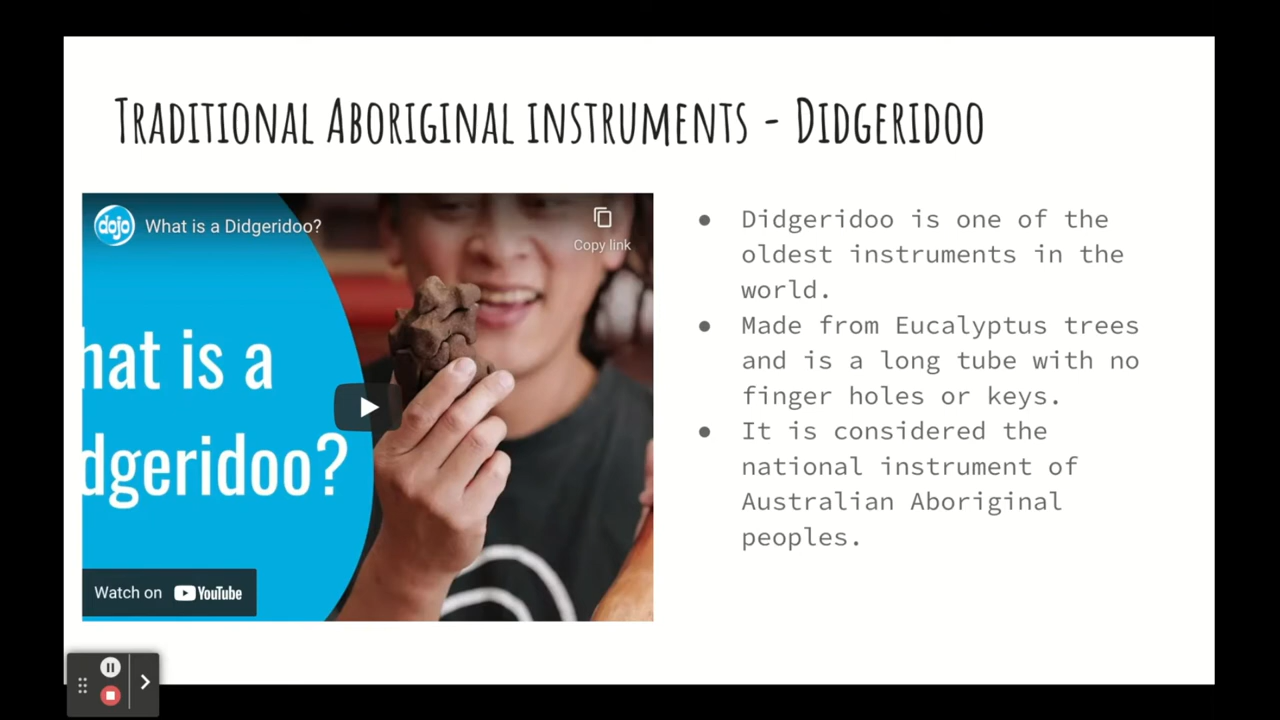 Traditional Aboriginal instruments - Didgeridoo
dojo
What is a Didgeridoo?
Copy link
hat is a
dgeridoo?
Watch on YouTube
● Didgeridoo is one of the
oldest instruments in the
world.
● Made from Eucalyptus trees
and is a long tube with no
finger holes or keys.
● It is considered the
national instrument of
Australian Aboriginal
peoples.